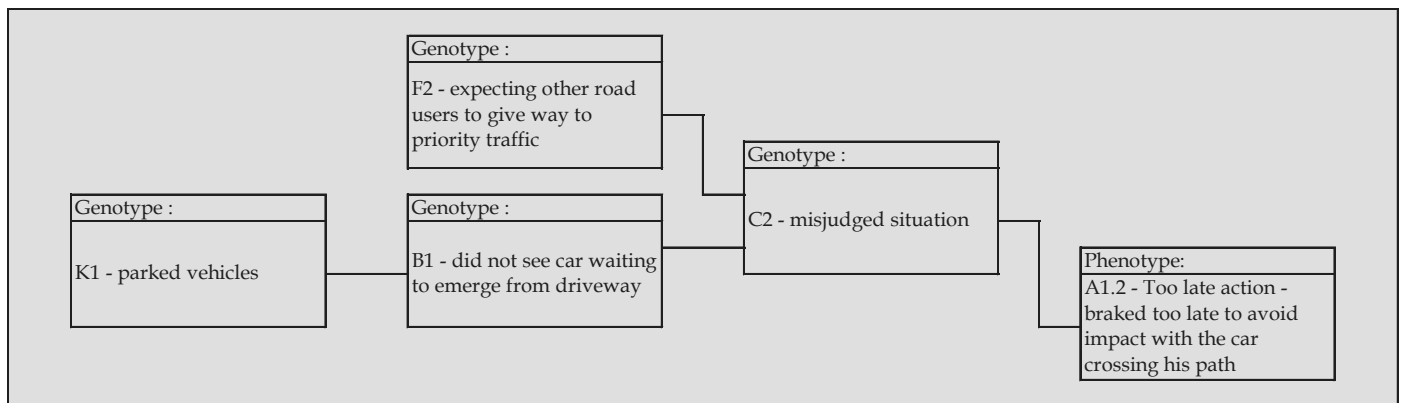 Genotype :
F2 - expecting other road
users to give way to
priority traffic
Genotype :
K1 - parked vehicles
Genotype :
B1 - did not see car waiting
to emerge from driveway
Genotype :
C2 - misjudged situation
Phenotype:
A1.2 - Too late action -
braked too late to avoid
impact with the car
crossing his path